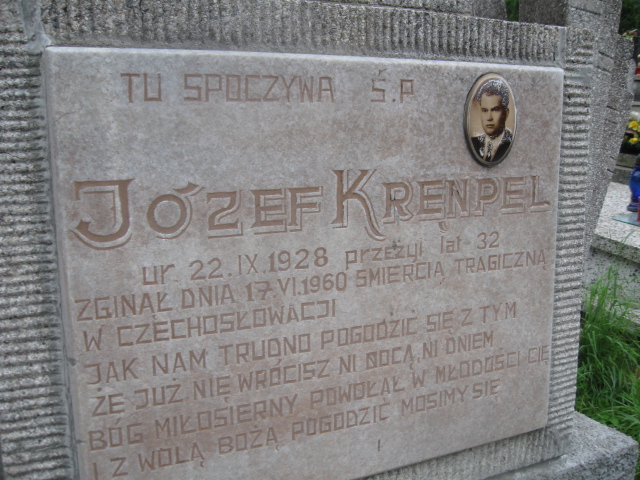 TU SPOCZYWA Ś.P
JÓZEF KRĘNPEL
ur 22.IX.1928 przeżył lat 32
ZGINĄŁ DNIA 17 VI.1960 ŚMIERCIĄ TRAGICZNĄ
W CZECHOSŁOWACJI
JAK NAM TRUDNO POGODZIĆ SIĘ Z TYM
ŻE JUŻ NIE WRÓCISZ NI NOCĄ, NI DNIEM
BÓG MIŁOSIERNY POWOŁAŁ W MŁODOŚCI CIĘ
I Z WOLĄ BOŻĄ POGODZIĆ MOSIMY SIĘ